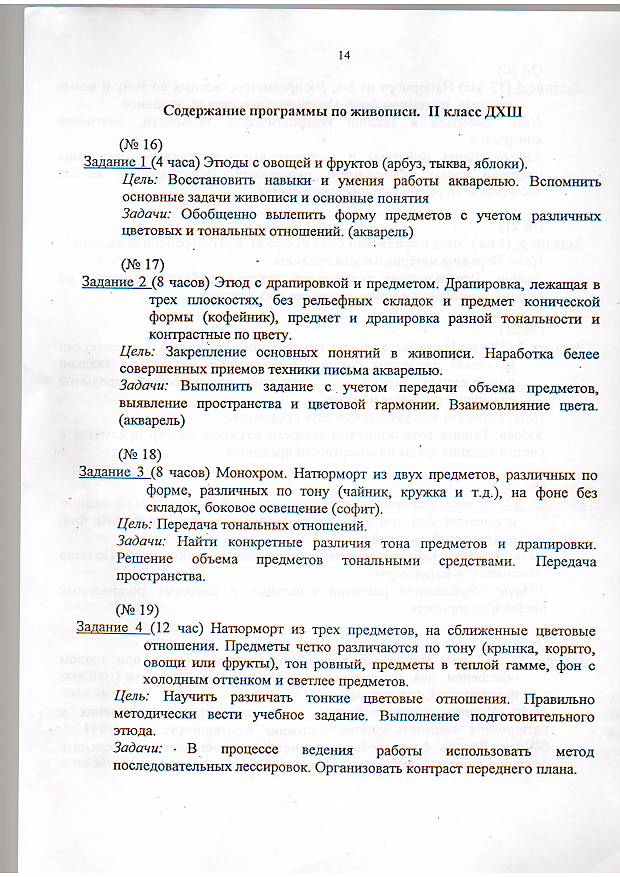 14
Содержание программы по живописи. II класс ДХШ
(№ 16)
Задание 1 (4 часа) Этюды с овощей и фруктов (арбуз, тыква, яблоки).
Цель: Восстановить навыки и умения работы акварелью. Вспомнить
основные задачи живописи и основные понятия
Задачи: Обобщенно вылепить форму предметов с учетом различных
цветовых и тональных отношений. (акварель)
(№ 17)
Задание 2 (8 часов) Этюд с драпировкой и предметом. Драпировка, лежащая в
трех плоскостях, без рельефных складок и предмет конической
формы (кофейник), предмет и драпировка разной тональности и
контрастные по цвету.
Цель: Закрепление основных понятий в живописи. Наработка более
совершенных приемов техники письма акварелью.
Задачи: Выполнить задание с учетом передачи объема предметов,
выявление пространства и цветовой гармонии. Взаимовлияние цвета.
(акварель)
(№ 18)
Задание 3 (8 часов) Монохром. Натюрморт из двух предметов, различных по
форме, различных по тону (чайник, кружка и т.д.), на фоне без
складок, боковое освещение (софит).
Цель: Передача тональных отношений.
Задачи: Найти конкретные различия тона предметов и драпировки.
Решение объема предметов тональными средствами. Передача
пространства.
(№ 19)
Задание 4 (12 час) Натюрморт из трех предметов, на сближенные цветовые
отношения. Предметы четко различаются по тону (крынка, корыто,
овощи или фрукты), тон ровный, предметы в теплой гамме, фон с
холодным оттенком и светлее предметов.
Цель: Научить различать тонкие цветовые отношения. Правильно
методически вести учебное задание. Выполнение подготовительного
этюда.
Задачи: В процессе ведения работы использовать метод
последовательных лессировок. Организовать контраст переднего плана.